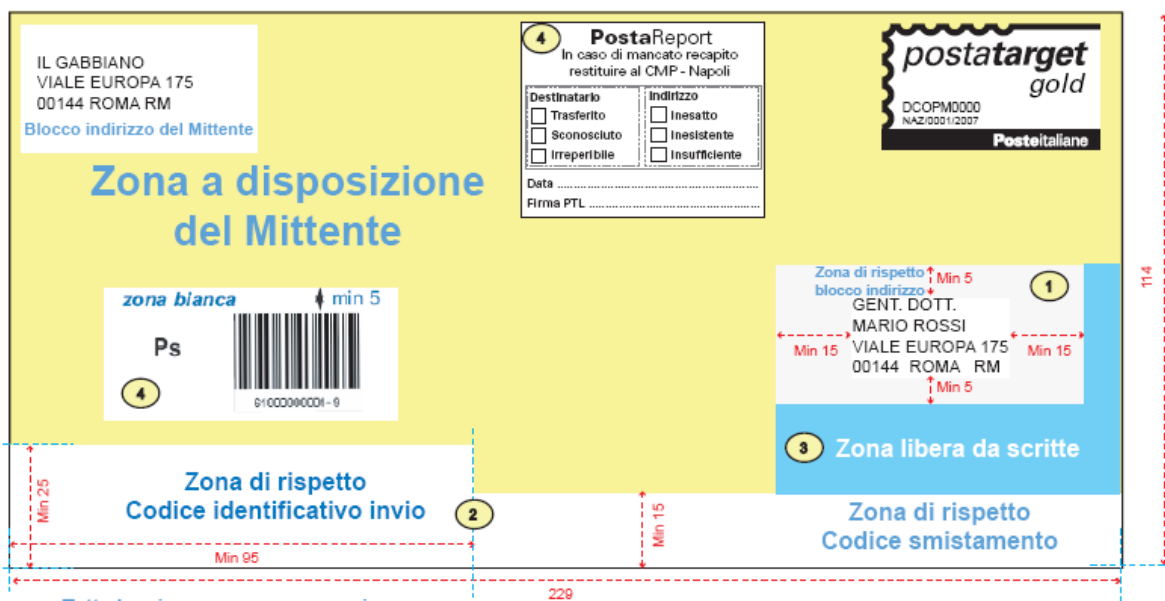 IL GABBIANO
VIALE EUROPA 175
00144 ROMA RM
Blocco indirizzo del Mittente
Zona a disposizione
del Mittente
4
PostaReport
In caso di mancato recapito
restituire al CMP - Napoli
Destinatario
Trasferito
Sconosciuto
Irreperibile
Indirizzo
Inesatto
Inesistente
Insufficiente
Data
Firma PTL
postatarget
gold
DCOPM0000
NAZ/0001/2007
Posteitaliane
zona bianca
min 5
Ps
4
61000000001-9
Zona di rispetto
blocco indirizzo
Min 5
1
GENT. DOTT.
MARIO ROSSI
VIALE EUROPA 175
00144 ROMA RM
Min 15
Min 15
Min 5
3
Zona libera da scritte
114
Zona di rispetto
Codice identificativo invio
2
Min 25
Min 95
Min 15
Zona di rispetto
Codice smistamento
229